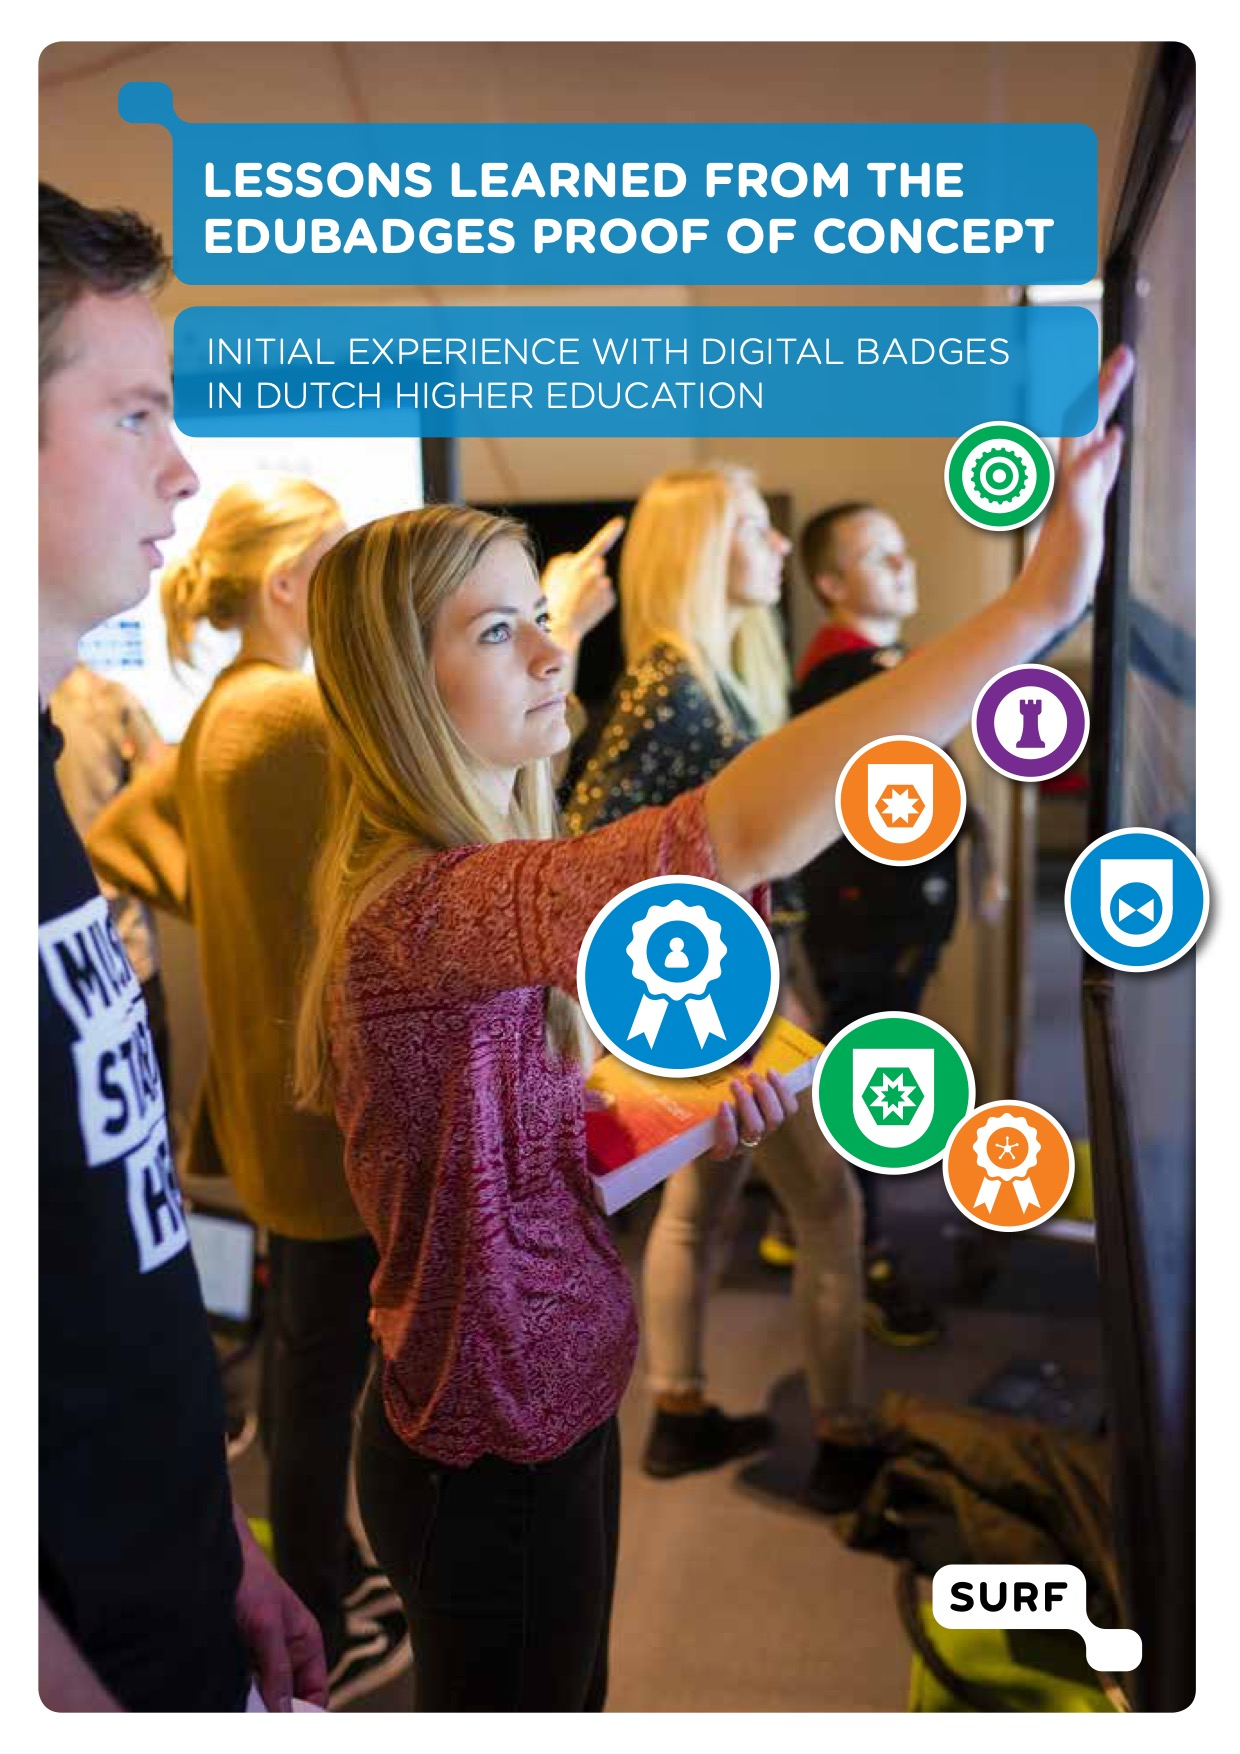 LESSONS LEARNED FROM THE
EDUBADGES PROOF OF CONCEPT
INITIAL EXPERIENCE WITH DIGITAL BADGES
IN DUTCH HIGHER EDUCATION
SURF